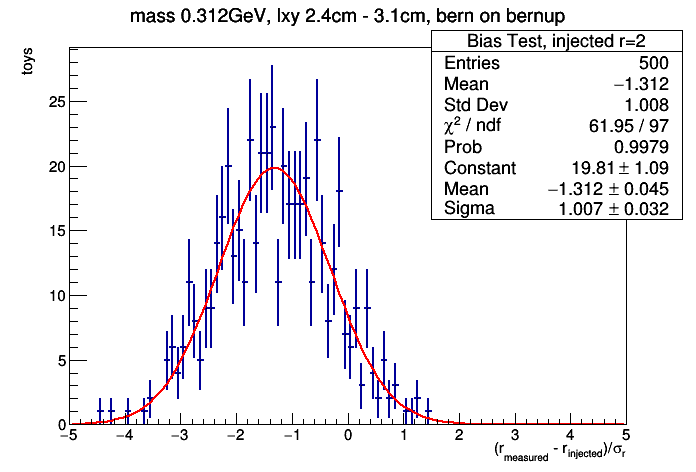 mass 0.312GeV, lxy 2.4cm - 3.1cm, bern on bernup
toys
Bias Test, injected r=2
Entries 500
Mean −1.312
Std Dev 1.008
χ² / ndf 61.95 / 97
Prob 0.9979
Constant 19.81 ± 1.09
Mean −1.312 ± 0.045
Sigma 1.007 ± 0.032
25
20
15
10
5
0
−5 −4 −3 −2 −1 0 1 2 3 4 5
(r_measured - r_injected)/σ_r